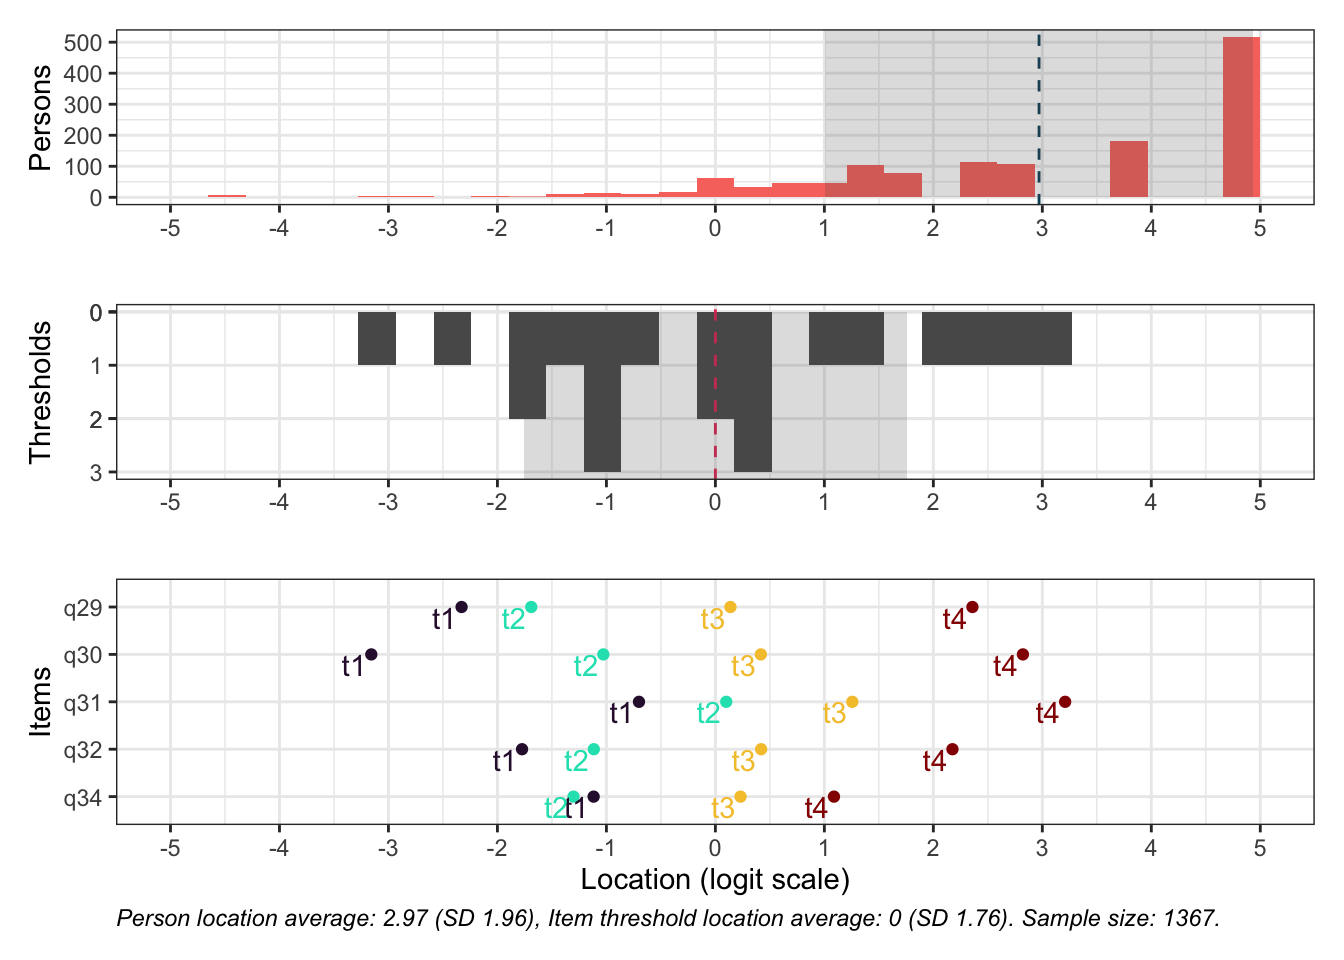 Persons
500
400
300
200
100
0
-5 -4 -3 -2 -1 0 1 2 3 4 5
Thresholds
0
1
2
3
-5 -4 -3 -2 -1 0 1 2 3 4 5
Items
q29 t1 t2 t3 t4
q30 t1 t2 t3 t4
q31 t1 t2 t3 t4
q32 t1 t2 t3 t4
q34 t2 t1 t3 t4
-5 -4 -3 -2 -1 0 1 2 3 4 5
Location (logit scale)
Person location average: 2.97 (SD 1.96), Item threshold location average: 0 (SD 1.76). Sample size: 1367.